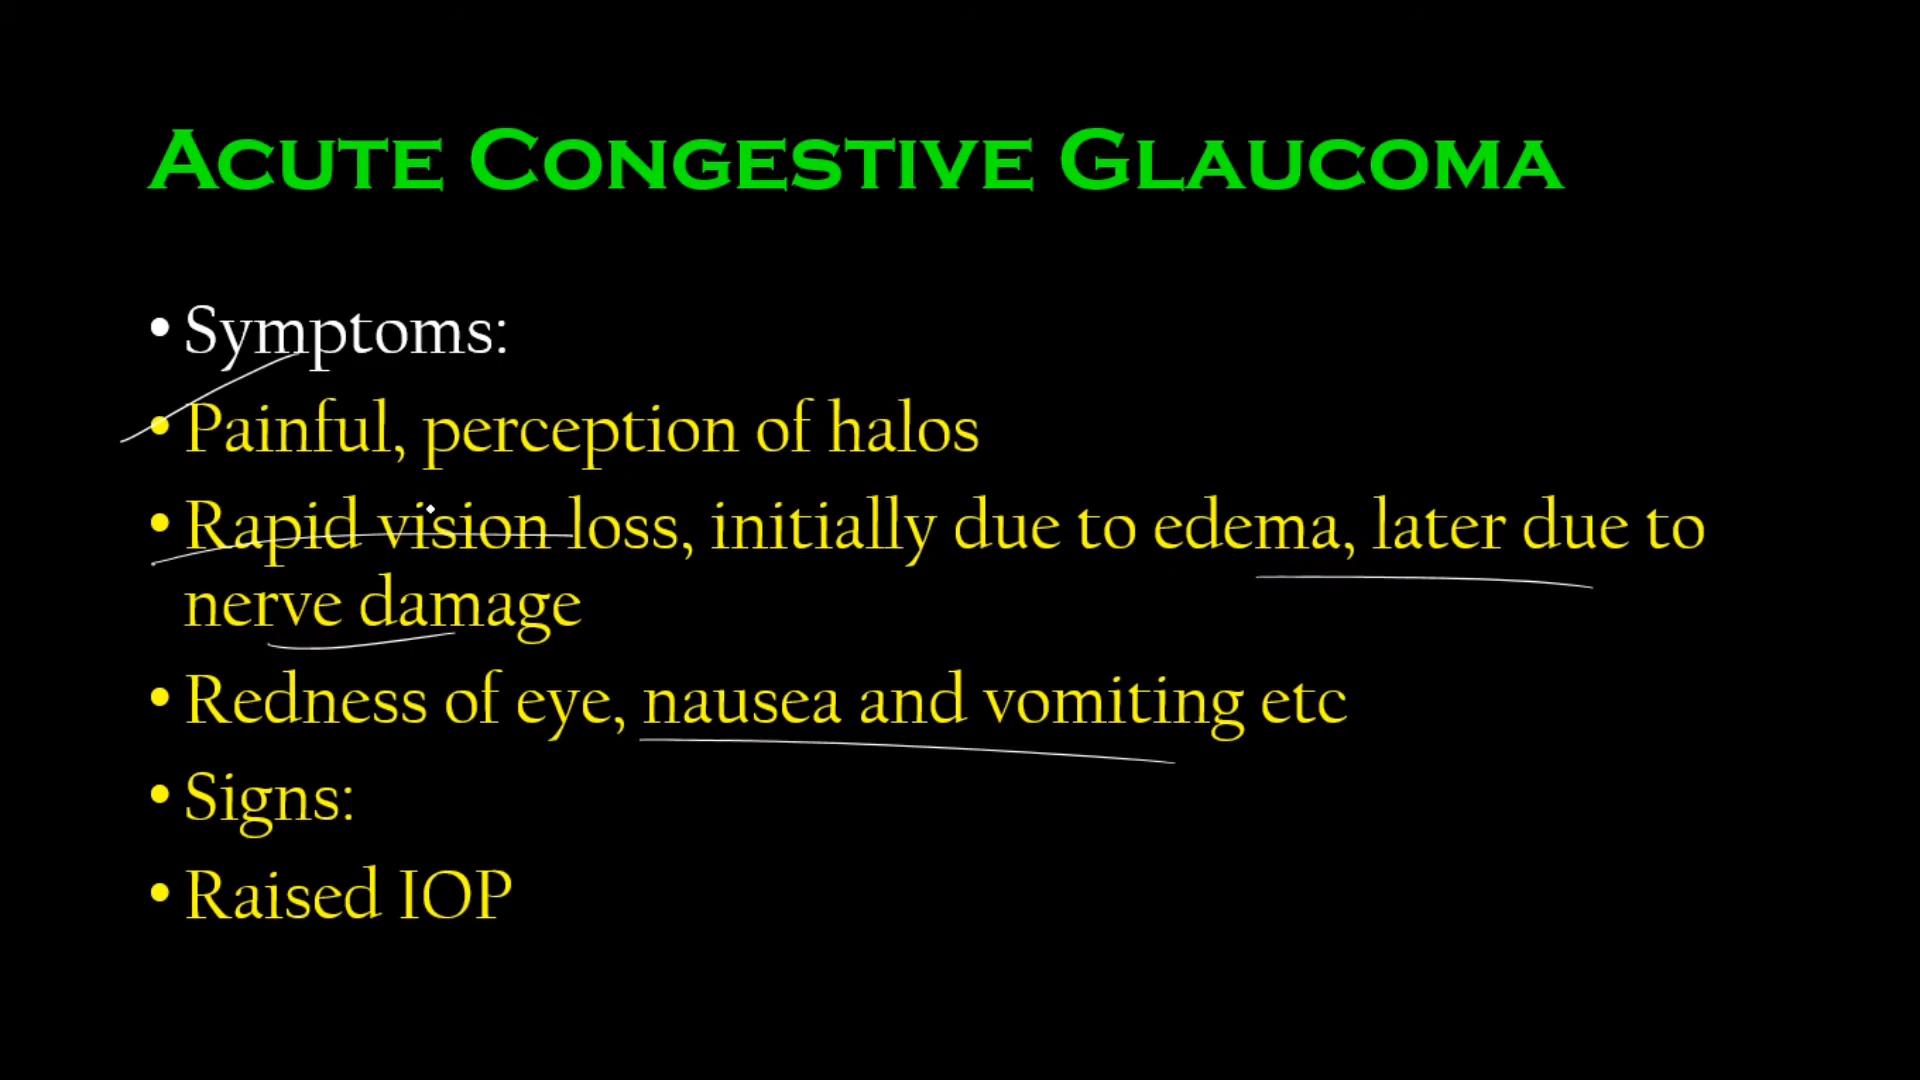 Acute Congestive Glaucoma
• Symptoms:
• Painful, perception of halos
• Rapid vision loss, initially due to edema, later due to
nerve damage
• Redness of eye, nausea and vomiting etc
• Signs:
• Raised IOP